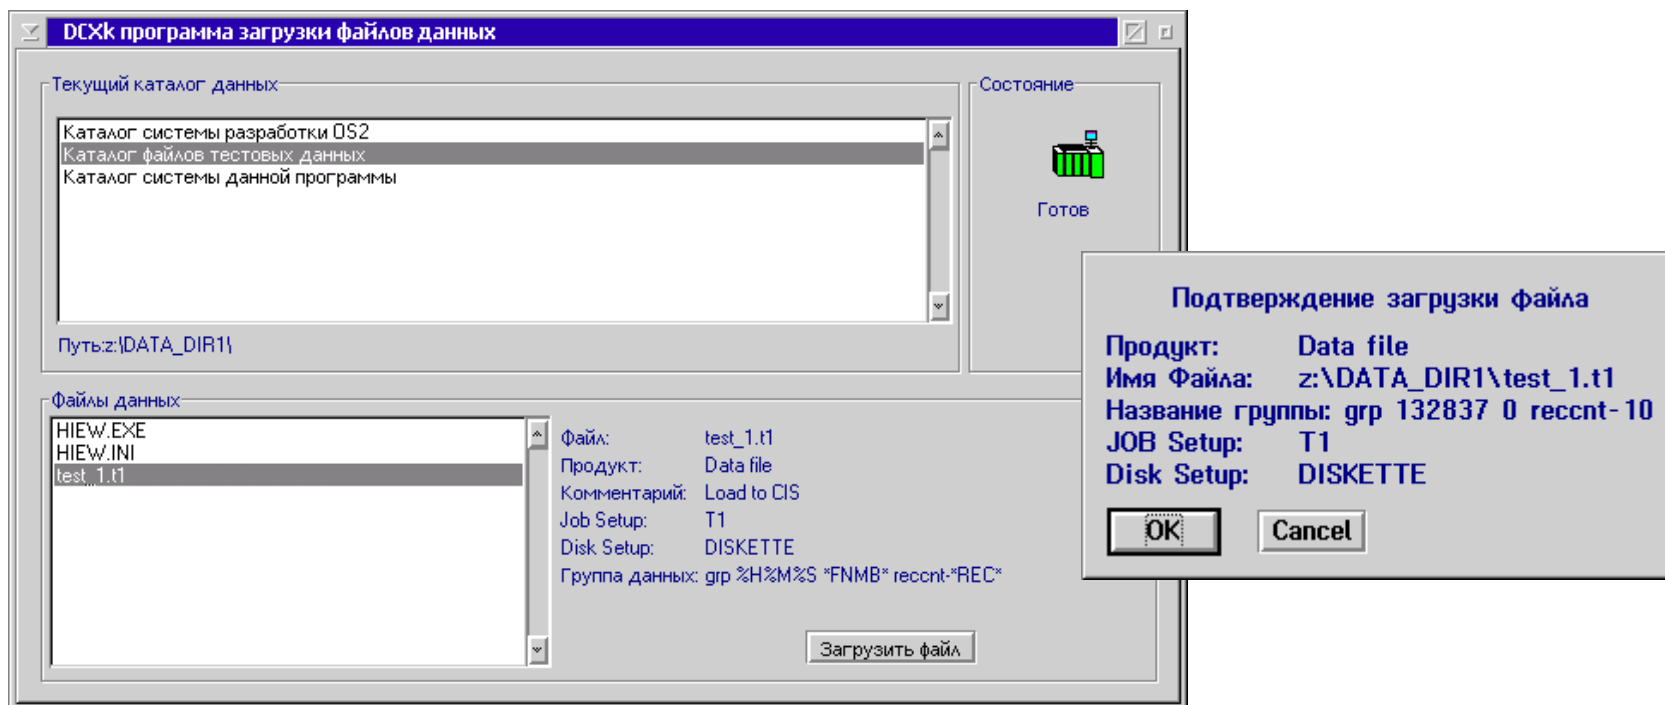 DCXk программа загрузки файлов данных
Текущий каталог данных
Каталог системы разработки OS2
Каталог файлов тестовых данных
Каталог системы данной программы
Путь:z:\DATA_DIR1\
Состояние
Готов
Файлы данных
HIEW.EXE
HIEW.INI
test_1.t1
Файл: test_1.t1
Продукт: Data file
Комментарий: Load to CIS
Job Setup: T1
Disk Setup: DISKETTE
Группа данных: grp %H%M%S *FNMB* reccnt-*REC*
Загрузить файл
Подтверждение загрузки файла
Продукт: Data file
Имя Файла: z:\DATA_DIR1\test_1.t1
Название группы: grp 132837 0 reccnt-10
JOB Setup: T1
Disk Setup: DISKETTE
OK Cancel